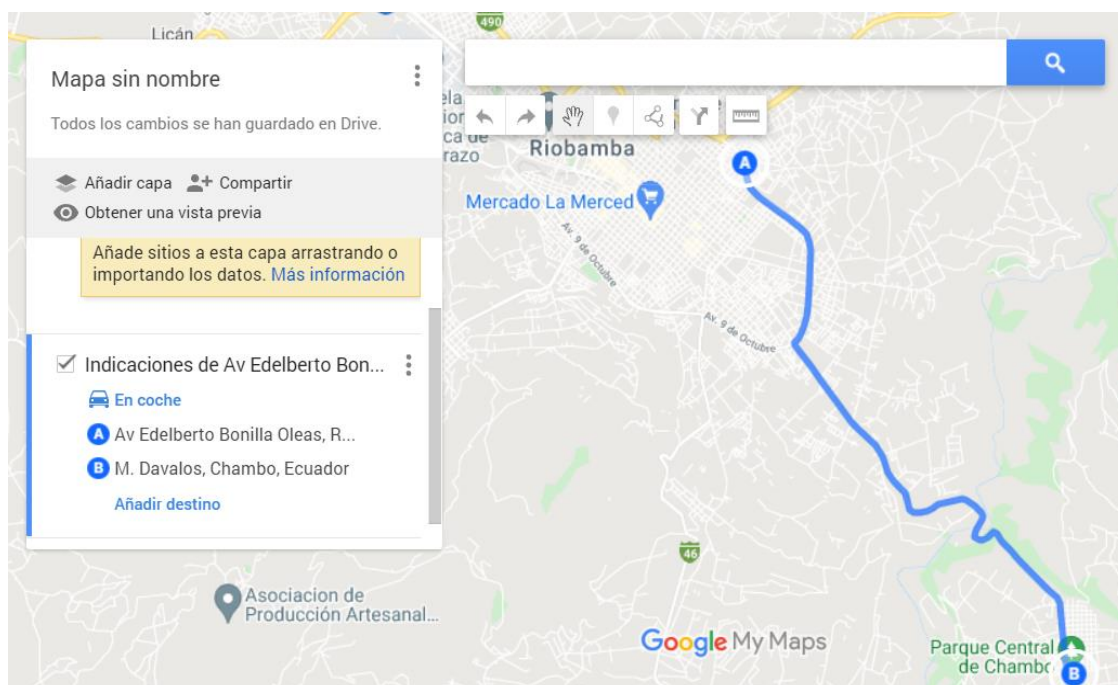 Licán
490
Mapa sin nombre
Todos los cambios se han guardado en Drive.
Añadir capa
Compartir
Obtener una vista previa
Añade sitios a esta capa arrastrando o
importando los datos. Más información
Indicaciones de Av Edelberto Bon...
En coche
A Av Edelberto Bonilla Oleas, R...
B M. Davalos, Chambo, Ecuador
Añadir destino
ca de
razo
Riobamba
A
Mercado La Merced
Av. 9 de Octubre
Av. 9 de Octubre
46
Asociacion de
Producción Artesanal...
Google My Maps
Parque Central
de Chambo
B